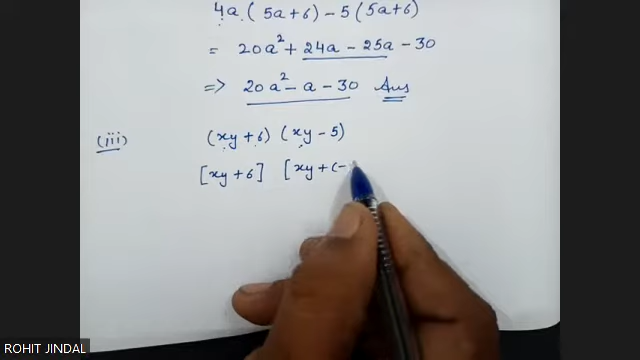 4a ( 5a + 6 ) - 5 ( 5a + 6 )
= 20a² + 24a - 25a - 30
=> 20a² - a - 30 Ans
(iii) (xy + 6) (xy - 5)
[xy + 6] [xy + (-
ROHIT JINDAL